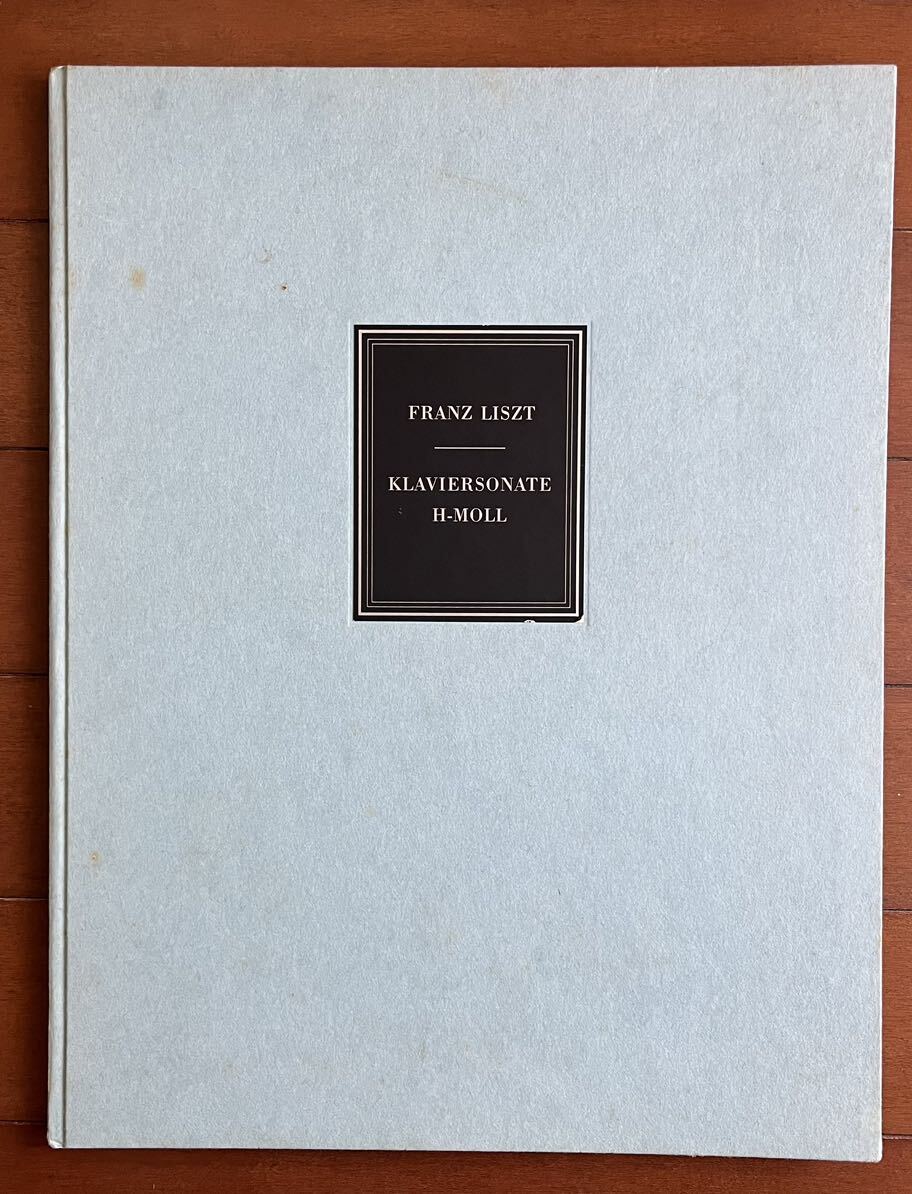 FRANZ LISZT
KLAVIERSONATE
H-MOLL